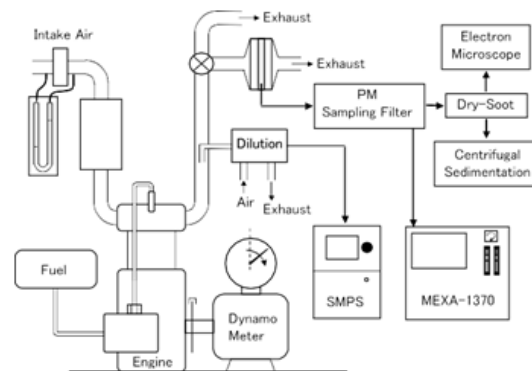 Exhaust
Intake Air
Exhaust
Electron
Microscope
PM
Sampling Filter
Dry-Soot
Dilution
Centrifugal
Sedimentation
Air
Exhaust
Fuel
SMPS
MEXA-1370
Dynamo
Meter
Engine